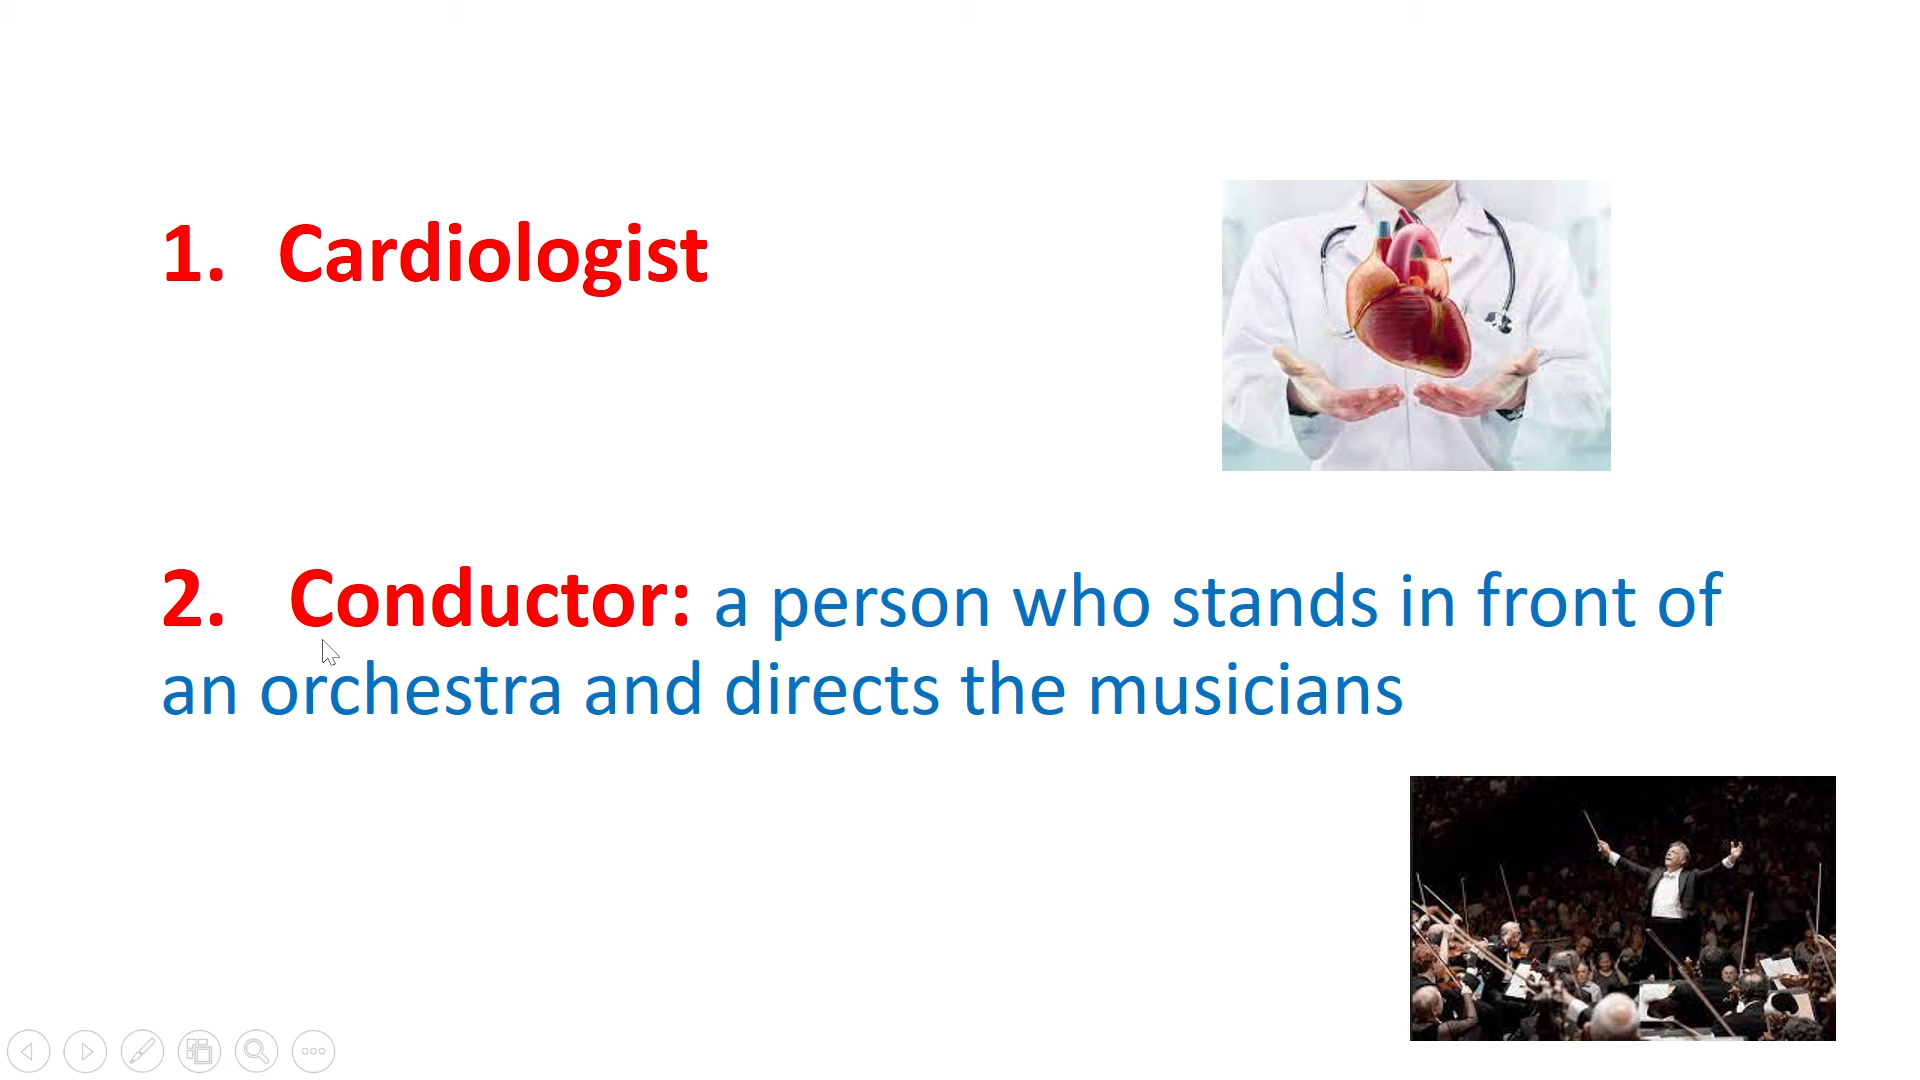 1. Cardiologist
2. Conductor: a person who stands in front of
an orchestra and directs the musicians